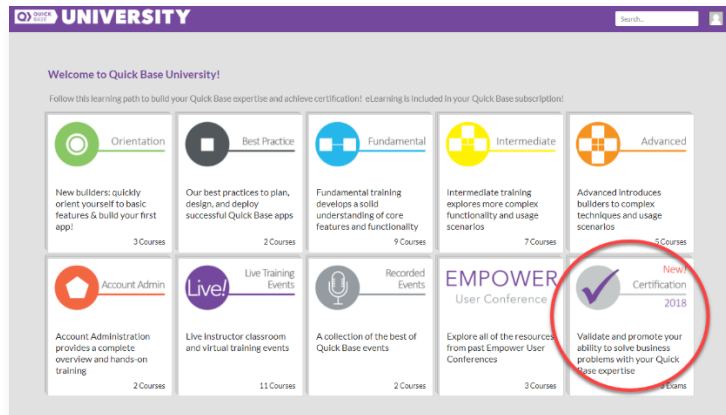 QUICK BASE UNIVERSITY
Search..
Welcome to Quick Base University!
Follow this learning path to build your Quick Base expertise and achieve certification! eLearning is included in your Quick Base subscription!
Orientation
New builders: quickly
orient yourself to basic
features & build your first
app!
3 Courses
Best Practice
Our best practices to plan,
design, and deploy
successful Quick Base apps
2 Courses
Fundamental
Fundamental training
develops a solid
understanding of core
features and functionality
9 Courses
Intermediate
Intermediate training
explores more complex
functionality and usage
scenarios
7 Courses
Advanced
Advanced introduces
builders to complex
techniques and usage
scenarios
5 Courses
Account Admin
Account Administration
provides a complete
overview and hands-on
training
2 Courses
Live!
Live Training
Events
Live Instructor classroom
and virtual training events
11 Courses
Recorded
Events
A collection of the best of
Quick Base events
2 Courses
EMPOWER
User Conference
Explore all of the resources
from past Empower User
Conferences
3 Courses
New!
Certification
2018
Validate and promote your
ability to solve business
problems with your Quick
Base expertise
3 Exams